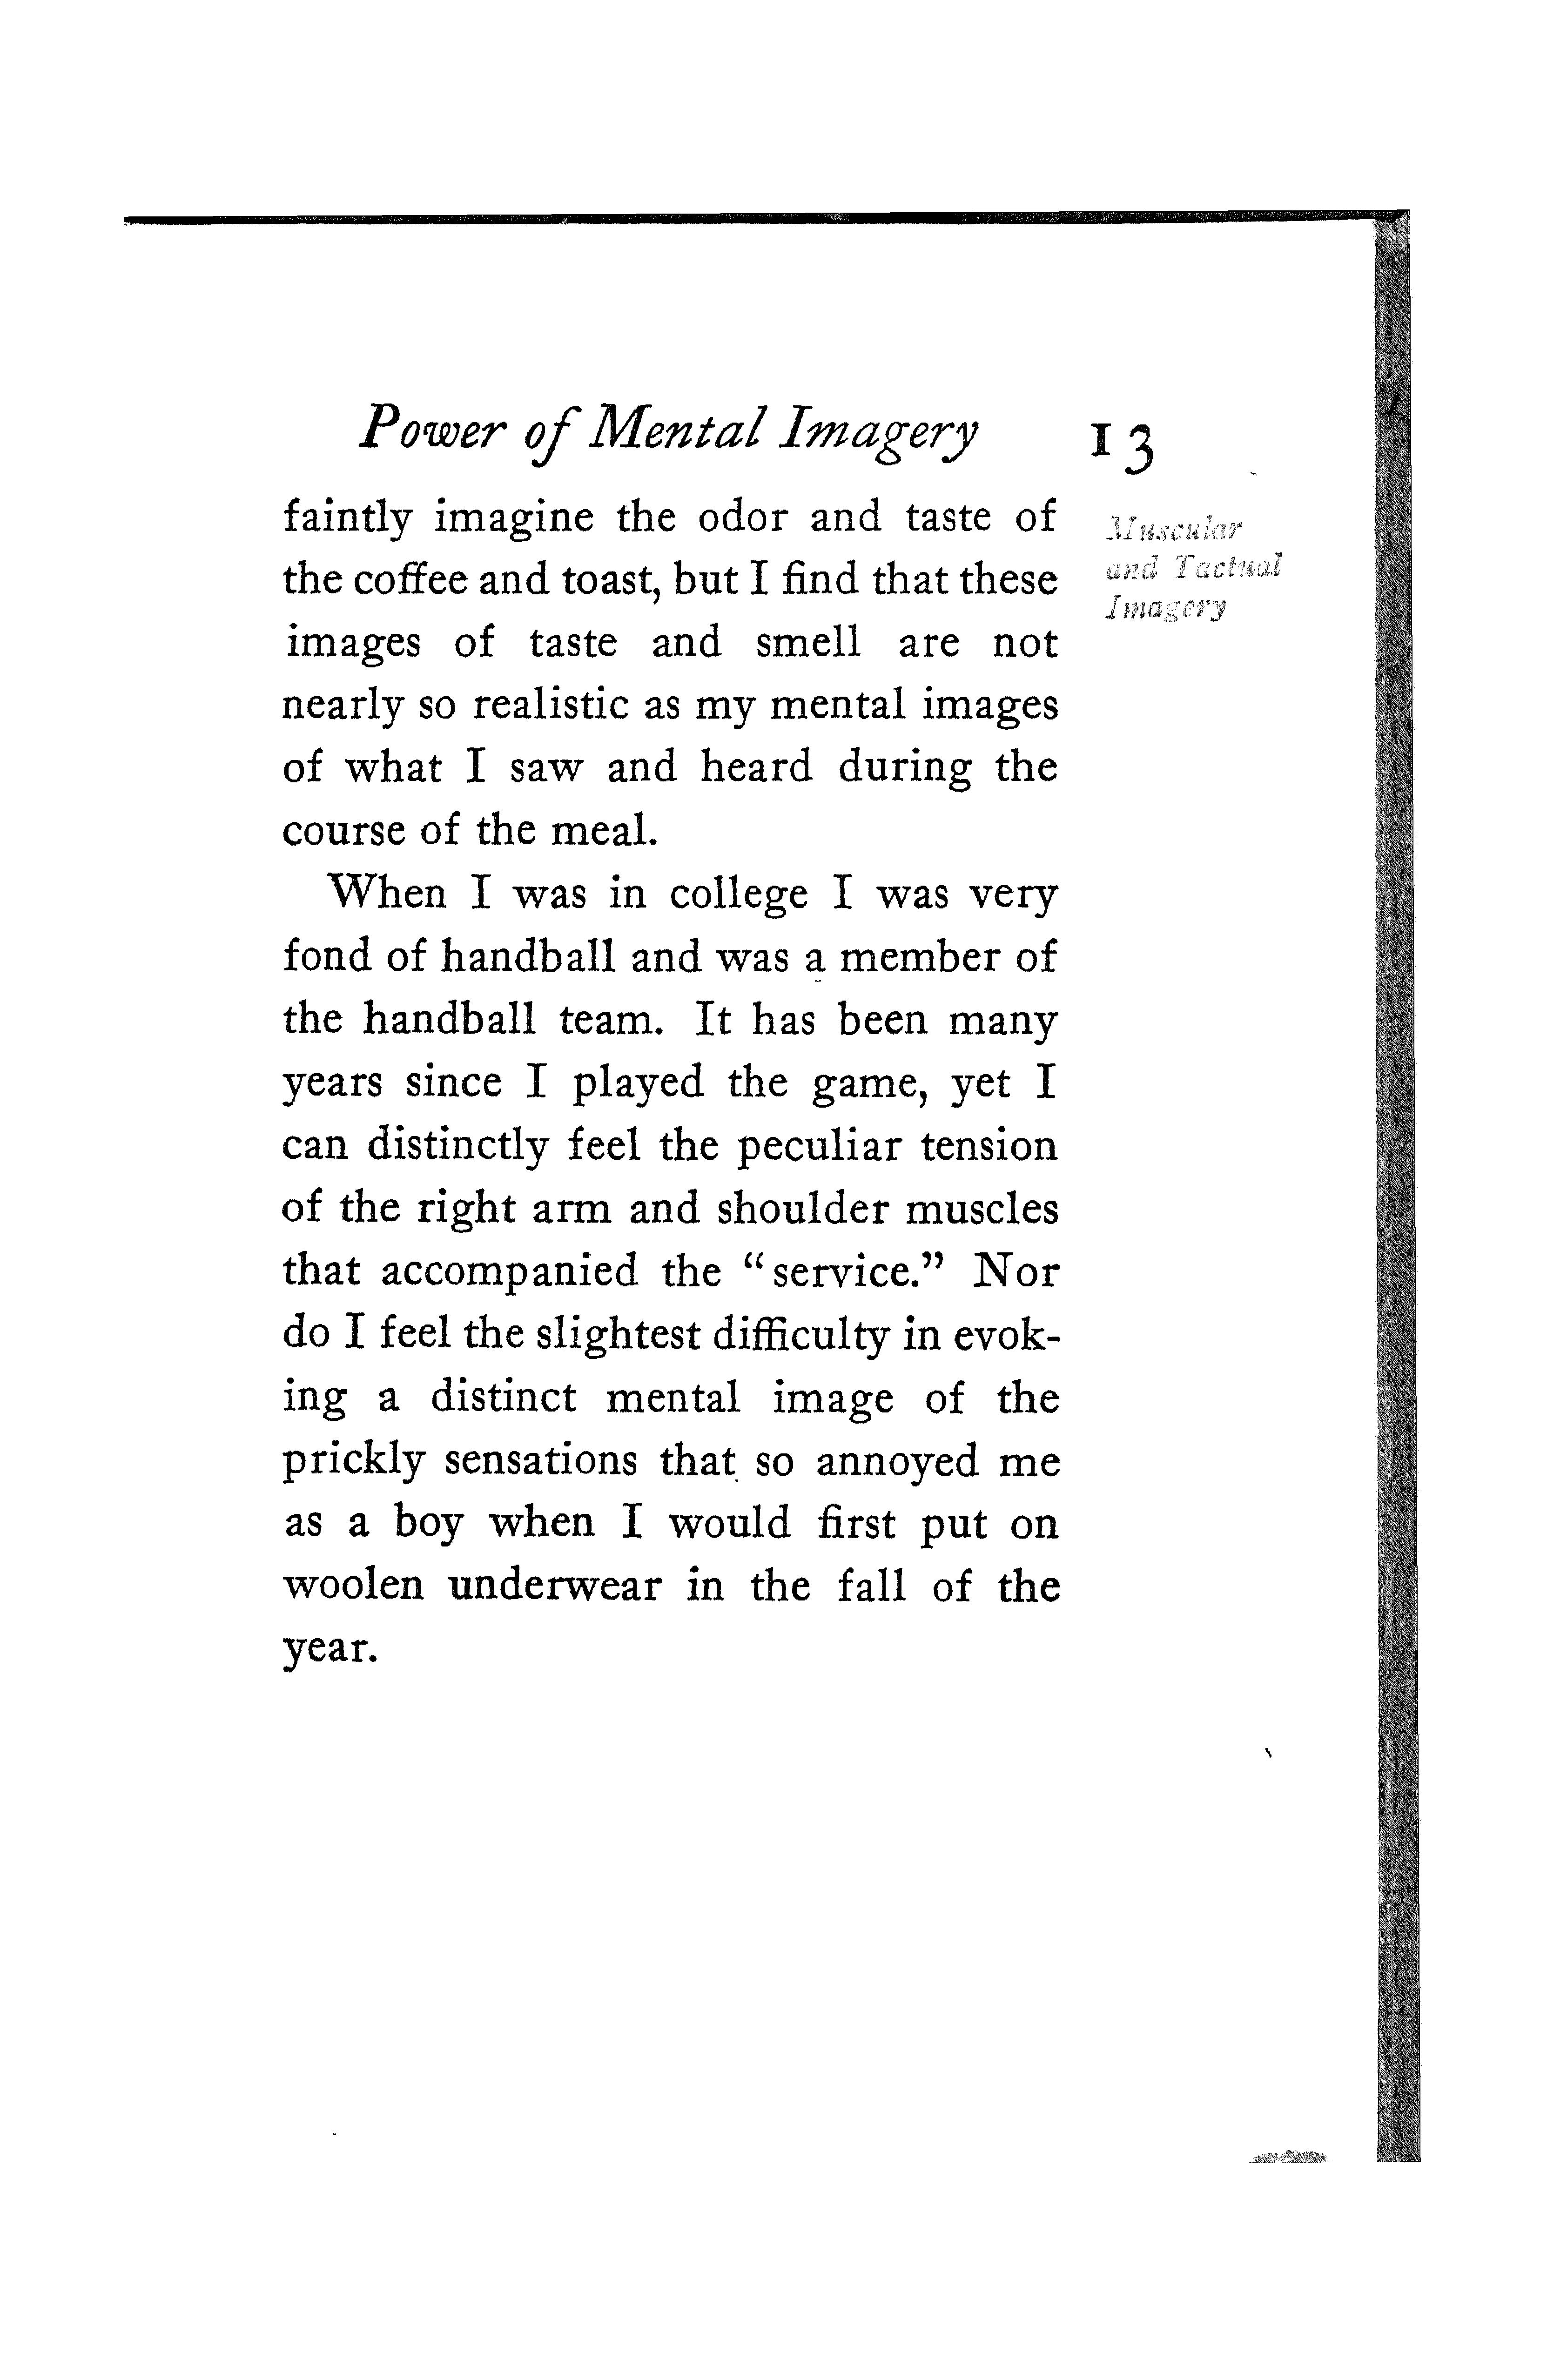 Power of Mental Imagery 13
Muscular
and Tactual
Imagery
faintly imagine the odor and taste of
the coffee and toast, but I find that these
images of taste and smell are not
nearly so realistic as my mental images
of what I saw and heard during the
course of the meal.
When I was in college I was very
fond of handball and was a member of
the handball team. It has been many
years since I played the game, yet I
can distinctly feel the peculiar tension
of the right arm and shoulder muscles
that accompanied the “service.” Nor
do I feel the slightest difficulty in evok-
ing a distinct mental image of the
prickly sensations that so annoyed me
as a boy when I would first put on
woolen underwear in the fall of the
year.